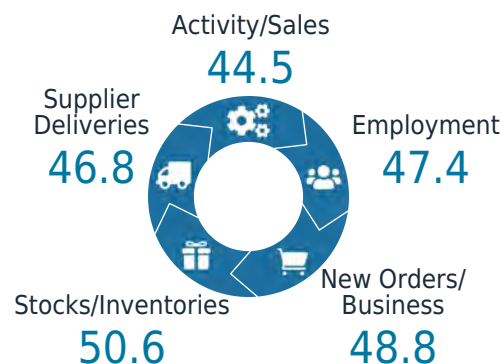 Activity/Sales
44.5
Supplier
Deliveries
46.8
Employment
47.4
Stocks/Inventories
50.6
New Orders/
Business
48.8